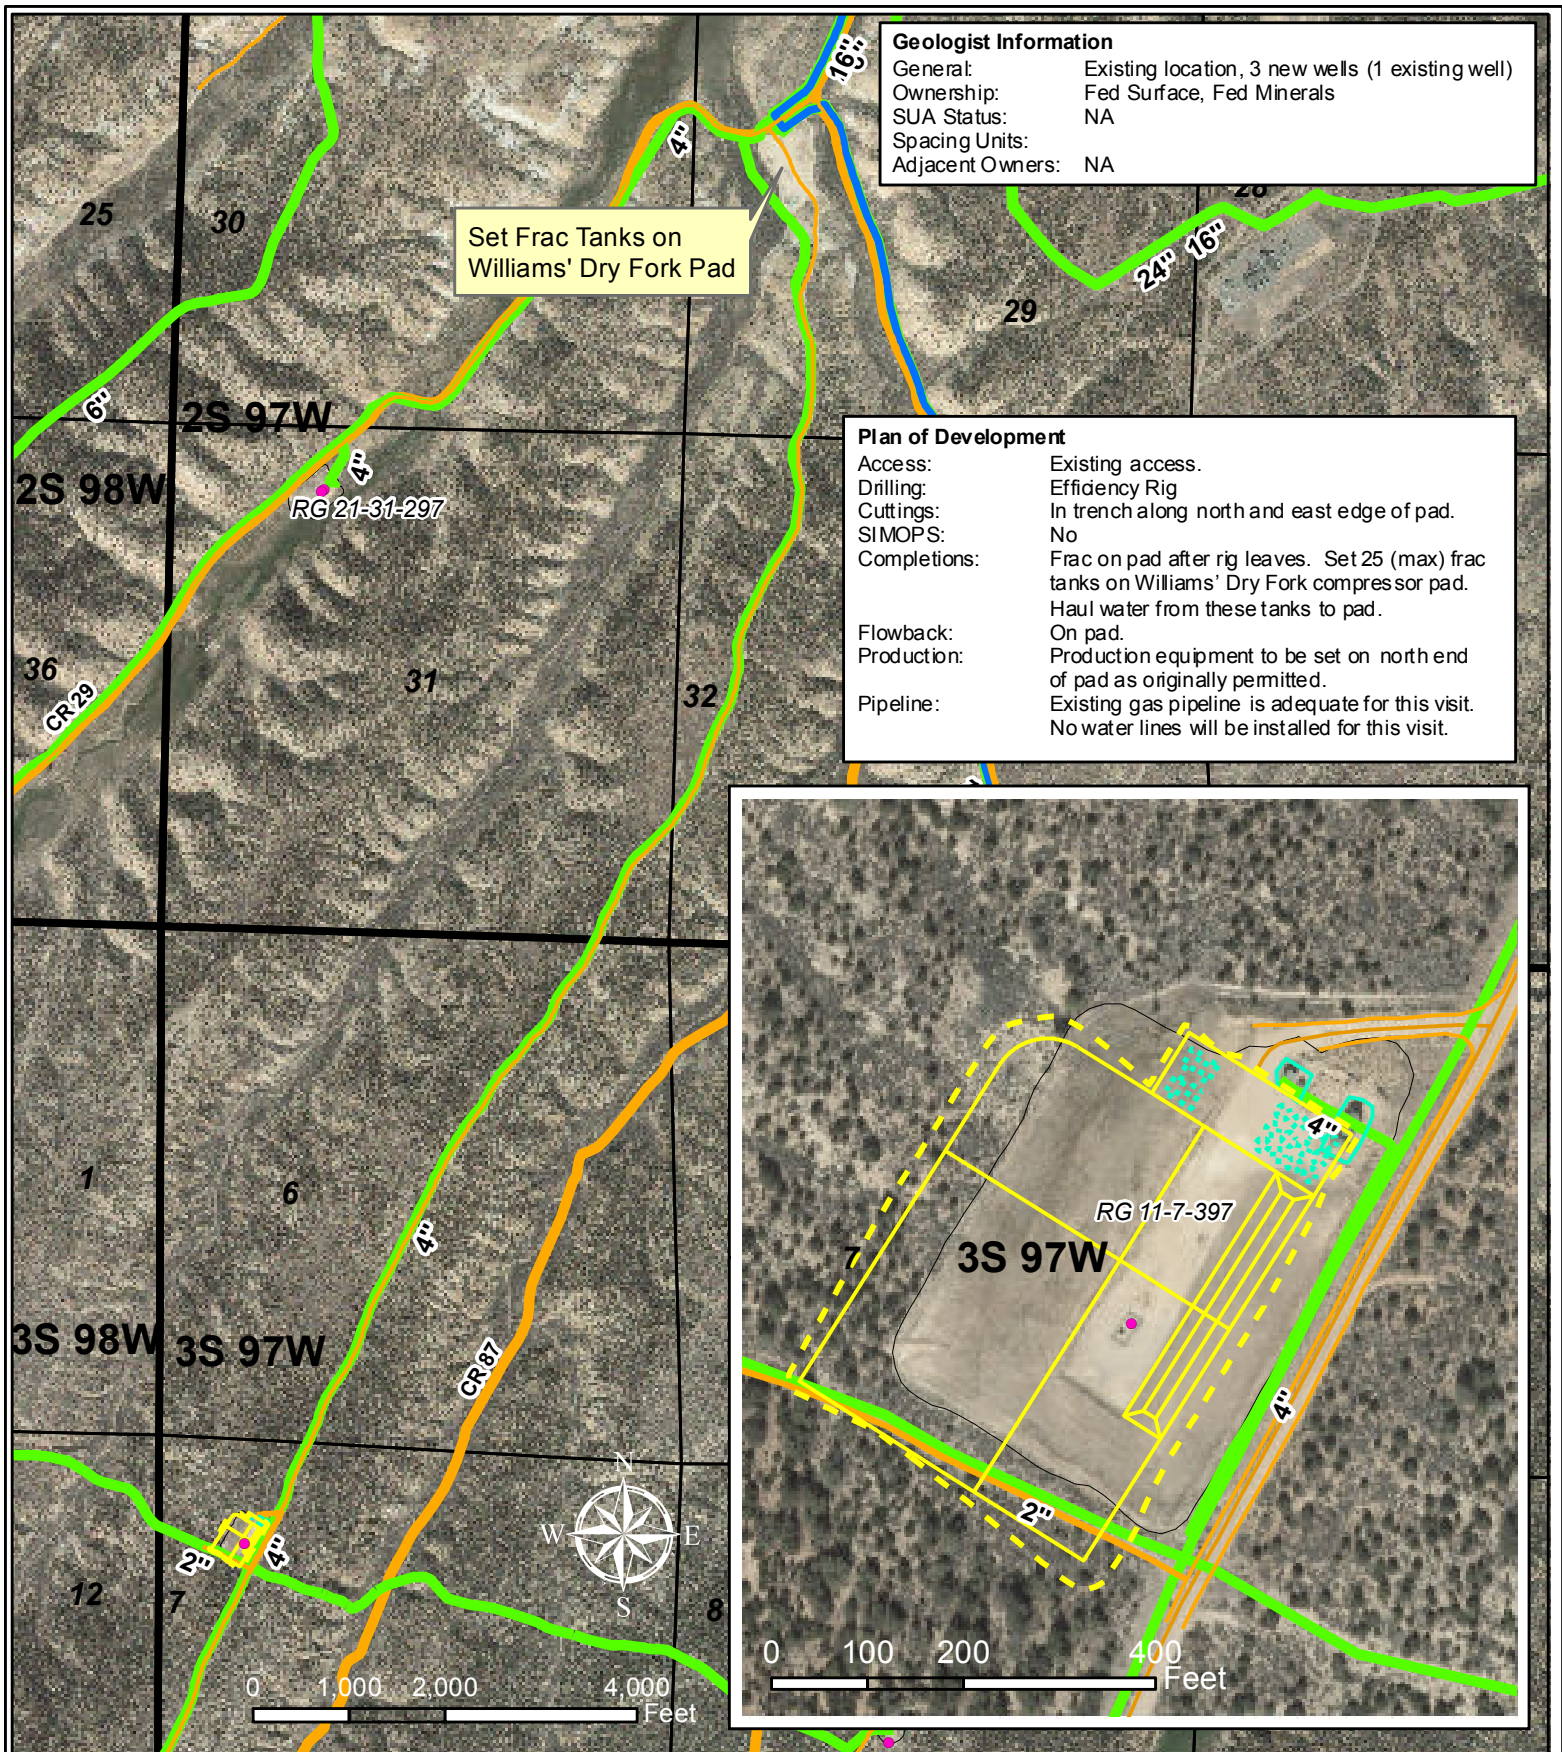 Geologist Information
General: Existing location, 3 new wells (1 existing well)
Ownership: Fed Surface, Fed Minerals
SUA Status: NA
Spacing Units:
Adjacent Owners: NA
16"
4"
25
30
28
Set Frac Tanks on
Williams' Dry Fork Pad
24"
16"
29
6"
2S 97W
4"
2S 98W
RG 21-31-297
Plan of Development
Access: Existing access.
Drilling: Efficiency Rig
Cuttings: In trench along north and east edge of pad.
SIMOPS: No
Completions: Frac on pad after rig leaves. Set 25 (max) frac
tanks on Williams' Dry Fork compressor pad.
Haul water from these tanks to pad.
Flowback: On pad.
Production: Production equipment to be set on north end
of pad as originally permitted.
Pipeline: Existing gas pipeline is adequate for this visit.
No water lines will be installed for this visit.
36
31
32
CR 29
1
6
4"
3S 98W
3S 97W
CR 87
2"
4"
12
7
8
N
W
E
S
0 1,000 2,000 4,000
Feet
4"
RG 11-7-397
7
3S 97W
4"
2"
0 100 200 400
Feet